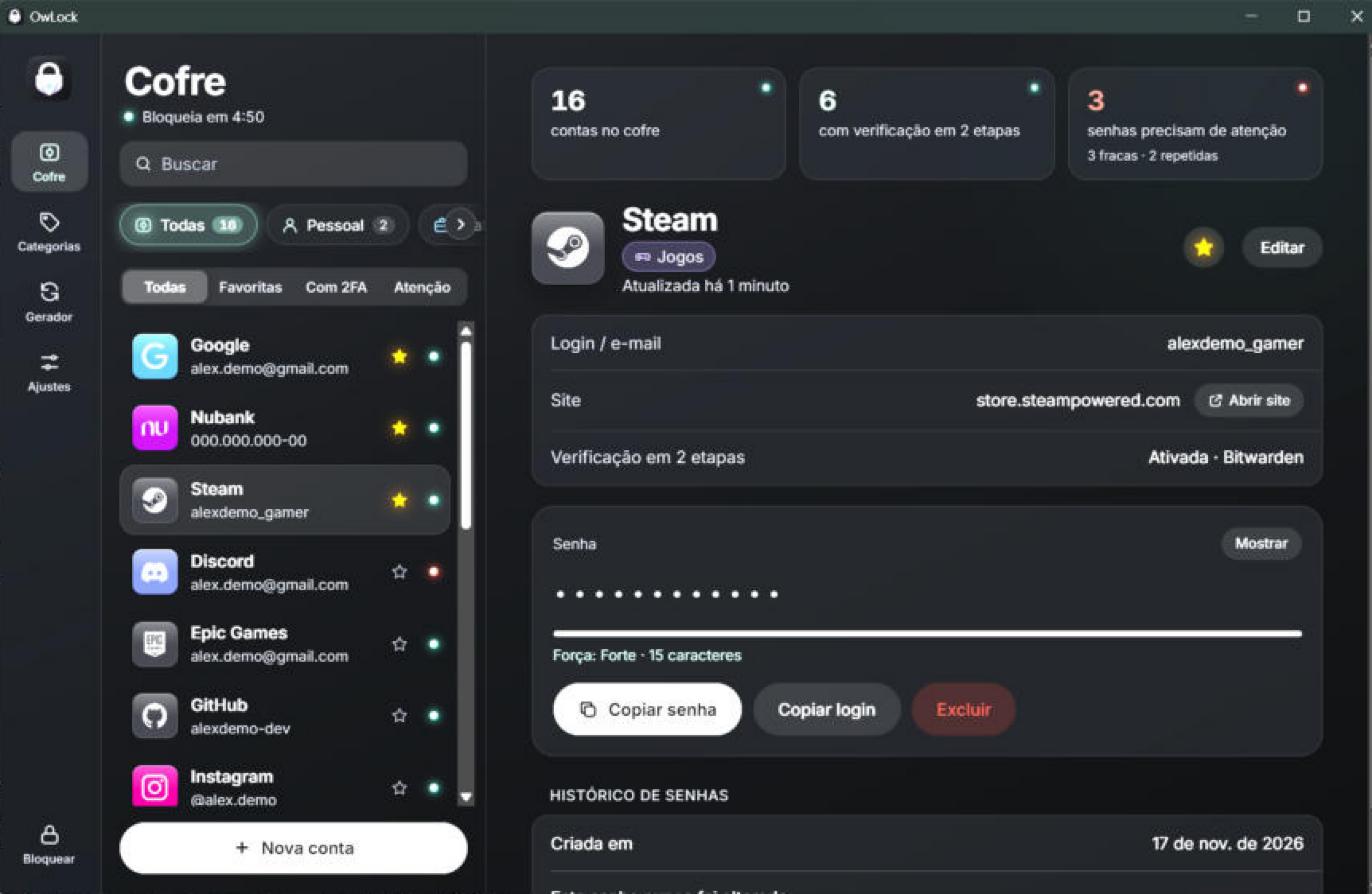 OwLock
Cofre
Categorias
Gerador
Ajustes
Bloquear
Cofre
Bloqueia em 4:50
Buscar
Todas 16
Pessoal 2
Todas
Favoritas
Com 2FA
Atenção
Google
alex.demo@gmail.com
nu
Nubank
000.000.000-00
Steam
alexdemo_gamer
Discord
alex.demo@gmail.com
EPIC
Epic Games
alex.demo@gmail.com
GitHub
alexdemo-dev
Instagram
@alex.demo
+ Nova conta
16
contas no cofre
6
com verificação em 2 etapas
3
senhas precisam de atenção
3 fracas · 2 repetidas
Steam
Jogos
Atualizada há 1 minuto
Editar
Login / e-mail
alexdemo_gamer
Site
store.steampowered.com
Abrir site
Verificação em 2 etapas
Ativada · Bitwarden
Senha
Mostrar
Força: Forte · 15 caracteres
Copiar senha
Copiar login
Excluir
HISTÓRICO DE SENHAS
Criada em
17 de nov. de 2026